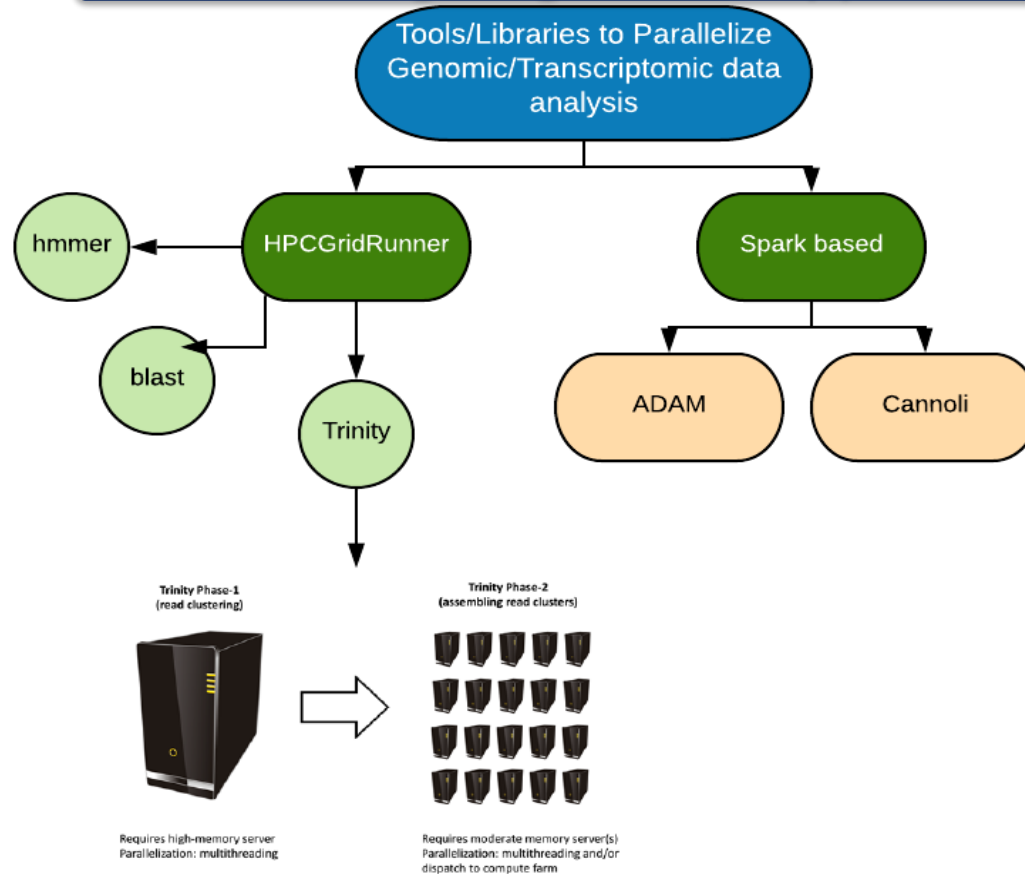 Tools/Libraries to Parallelize
Genomic/Transcriptomic data
analysis
hmmer
HPCGridRunner
Spark based
blast
Trinity
ADAM
Cannoli
Trinity Phase-1
(read clustering)
Trinity Phase-2
(assembling read clusters)
Requires high-memory server
Parallelization: multithreading
Requires moderate memory server(s)
Parallelization: multithreading and/or
dispatch to compute farm